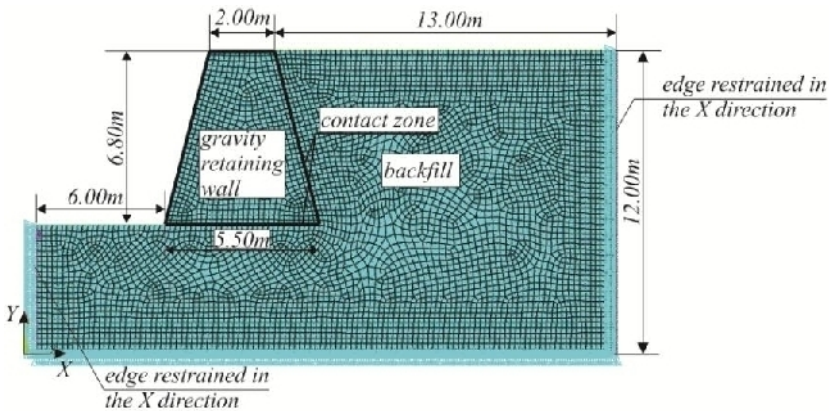 2.00m
13.00m
edge restrained in
the X direction
contact zone
6.80m
gravity
retaining
wall
backfill
12.00m
6.00m
5.50m
Y
X
edge restrained in
the X direction